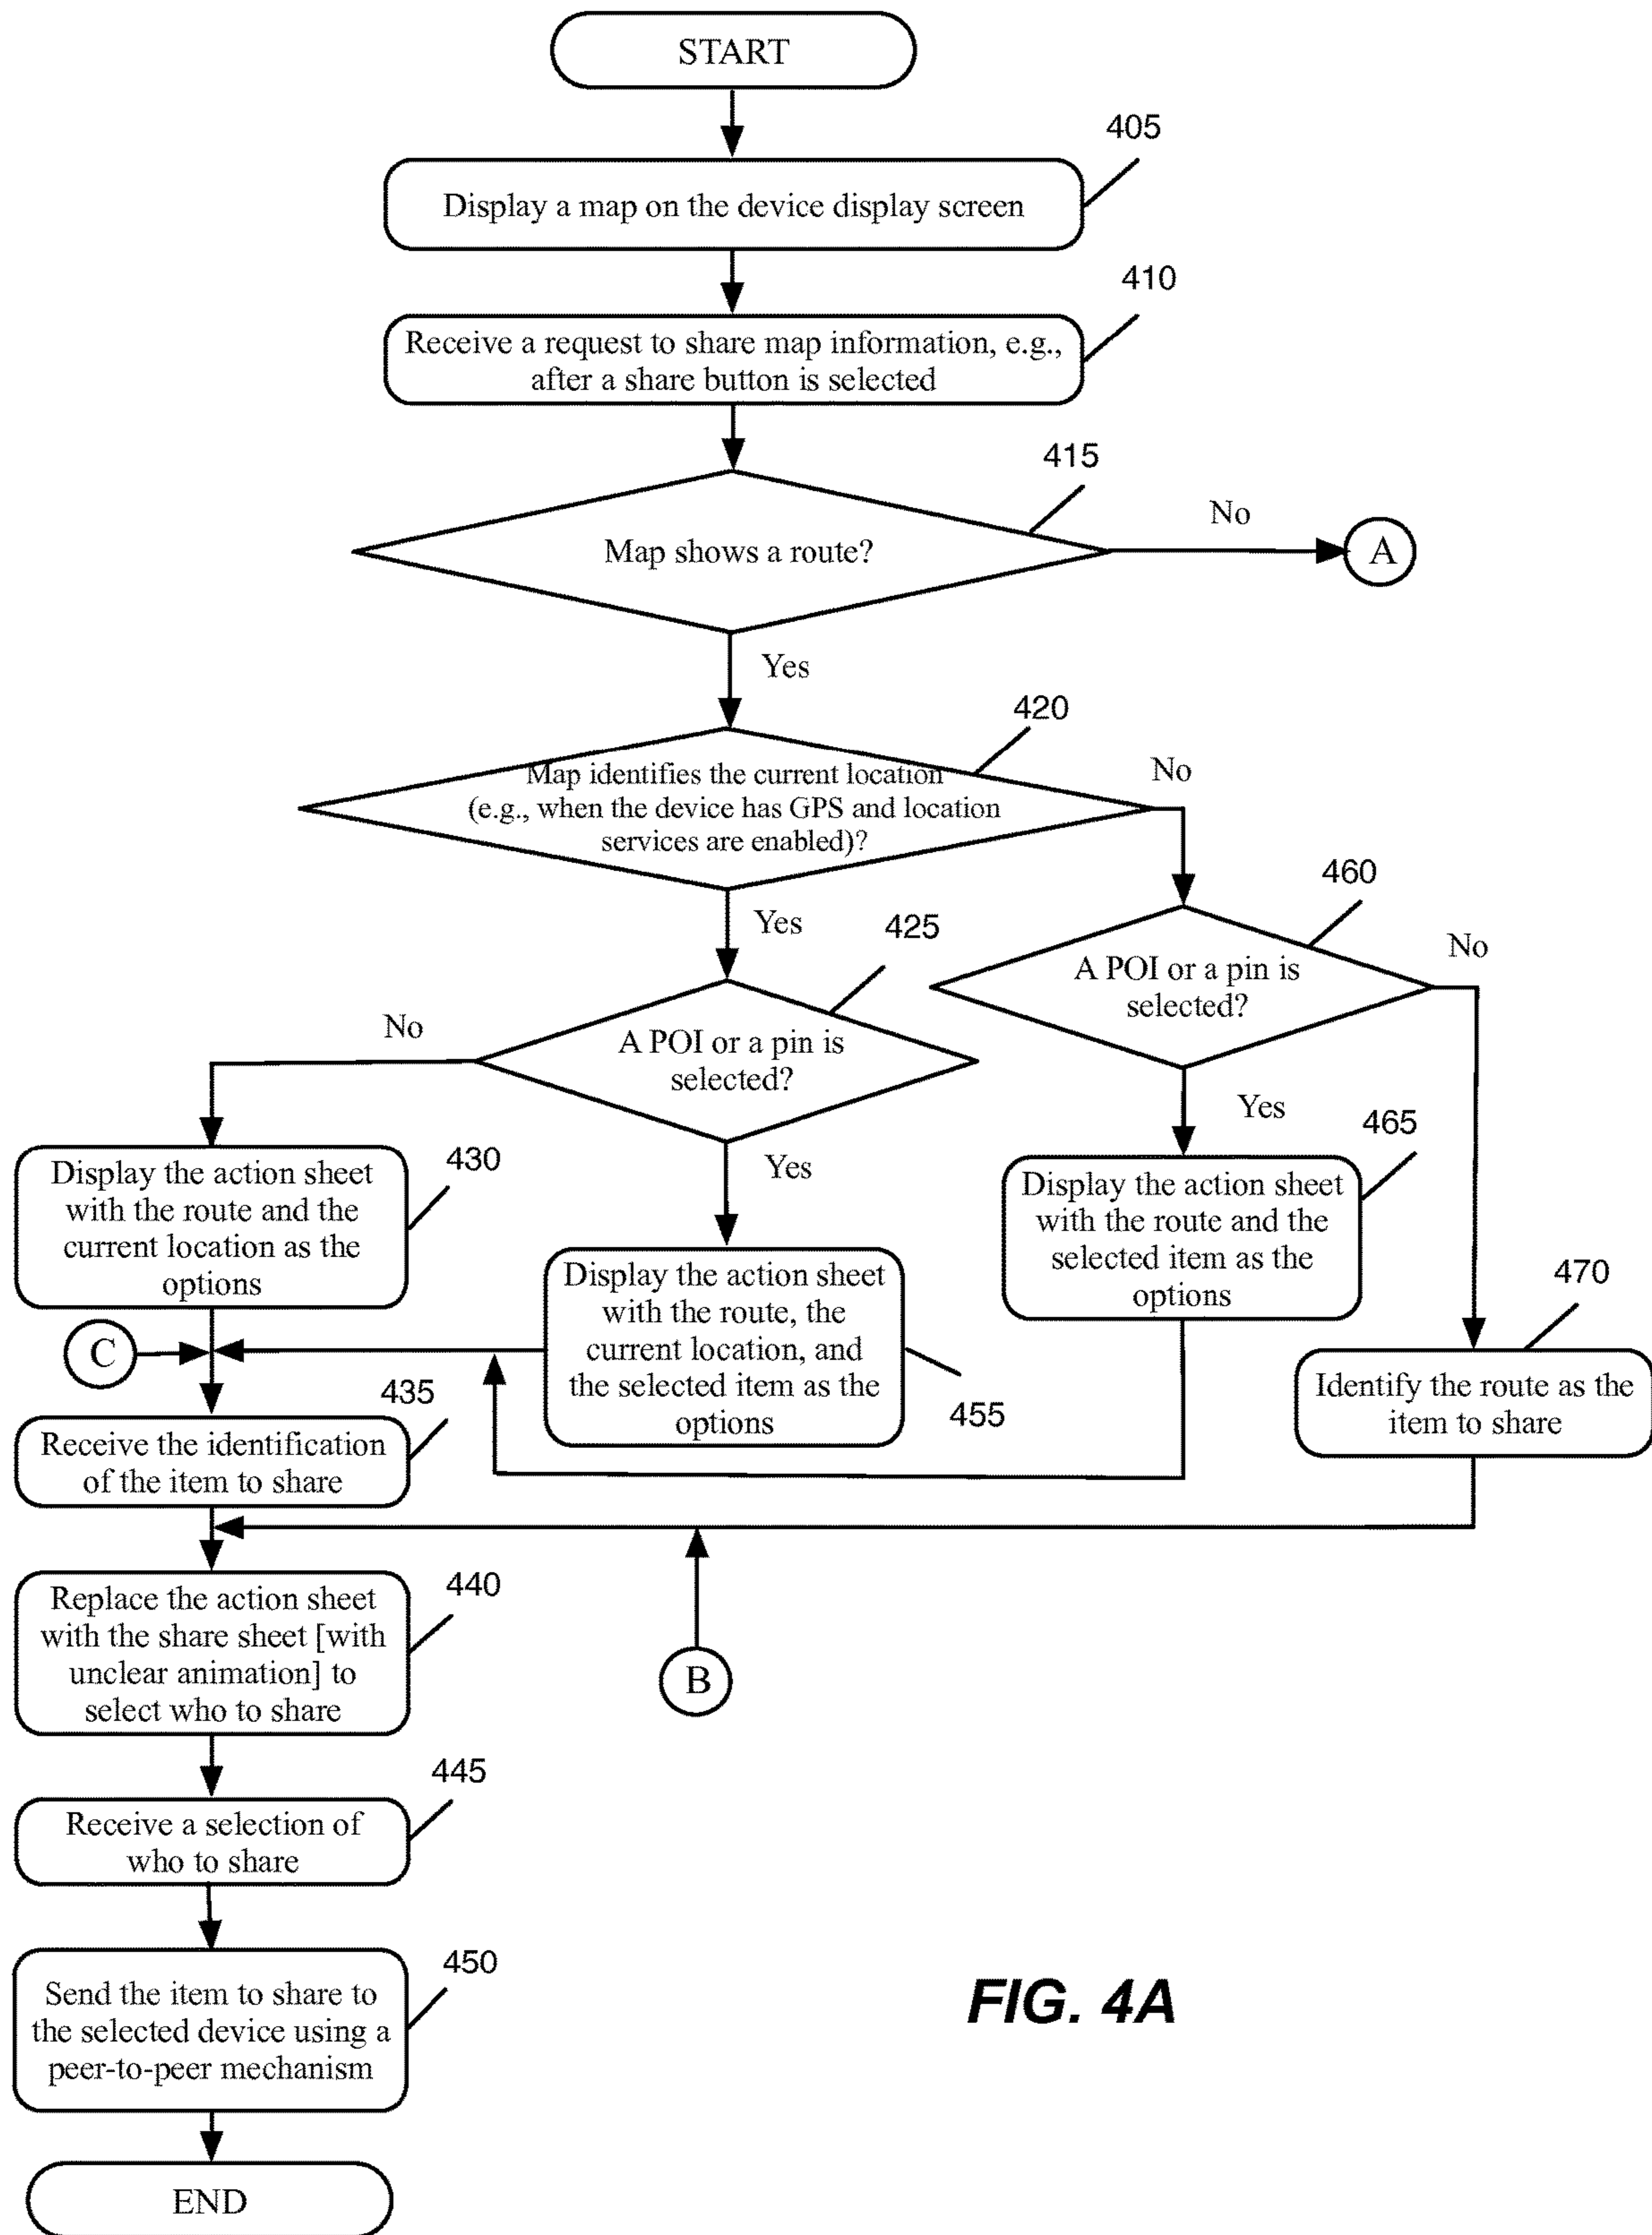 START
405
Display a map on the device display screen
410
Receive a request to share map information, e.g.,
after a share button is selected
415
Map shows a route?
No
A
Yes
420
Map identifies the current location
(e.g., when the device has GPS and location
services are enabled)?
No
Yes
425
A POI or a pin is
selected?
No
Yes
460
A POI or a pin is
selected?
No
Yes
430
Display the action sheet
with the route and the
current location as the
options
455
Display the action sheet
with the route, the
current location, and
the selected item as the
options
465
Display the action sheet
with the route and the
selected item as the
options
470
Identify the route as the
item to share
C
435
Receive the identification
of the item to share
440
Replace the action sheet
with the share sheet [with
unclear animation] to
select who to share
B
445
Receive a selection of
who to share
450
Send the item to share to
the selected device using a
peer-to-peer mechanism
END
FIG. 4A